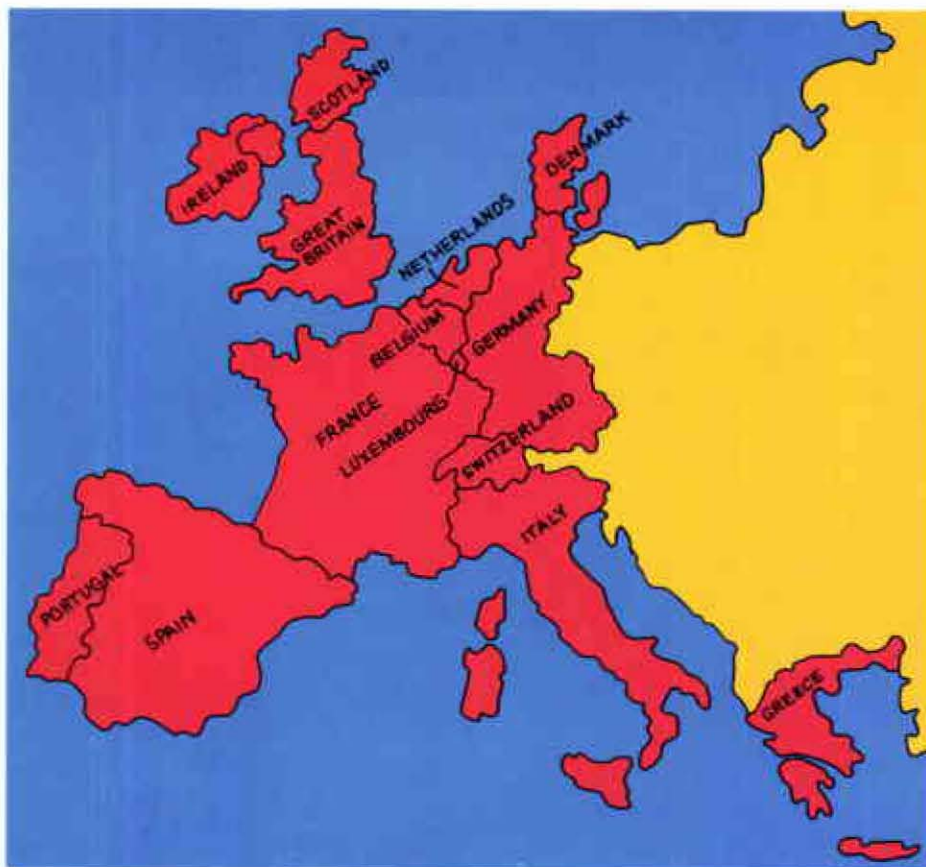 SCOTLAND
IRELAND
GREAT
BRITAIN
DENMARK
NETHERLANDS
BELGIUM
GERMANY
FRANCE
LUXEMBOURG
SWITZERLAND
ITALY
PORTUGAL
SPAIN
GREECE